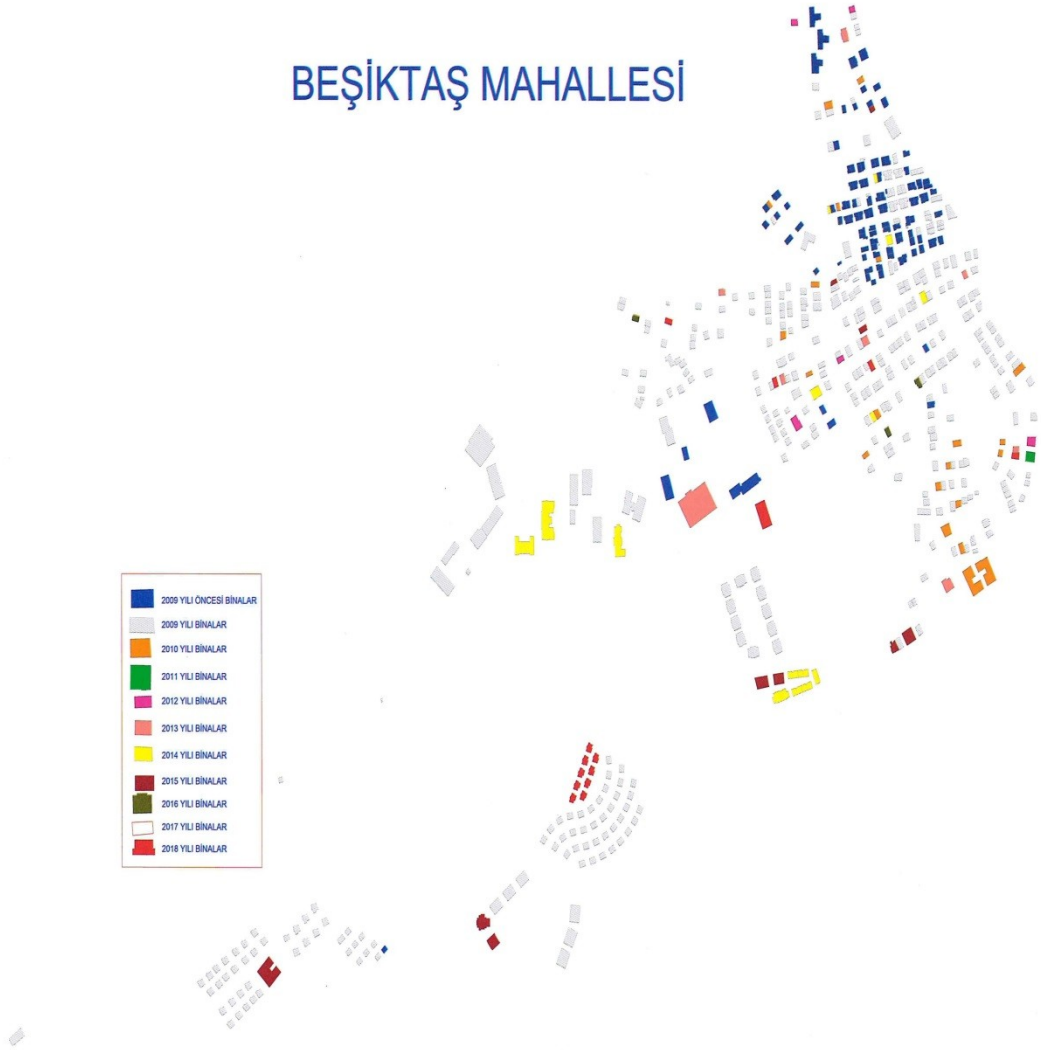 BEŞİKTAŞ MAHALLESİ
2009 YILI ÖNCESİ BİNALAR
2009 YILI BİNALAR
2010 YILI BİNALAR
2011 YILI BİNALAR
2012 YILI BİNALAR
2013 YILI BİNALAR
2014 YILI BİNALAR
2015 YILI BİNALAR
2016 YILI BİNALAR
2017 YILI BİNALAR
2018 YILI BİNALAR